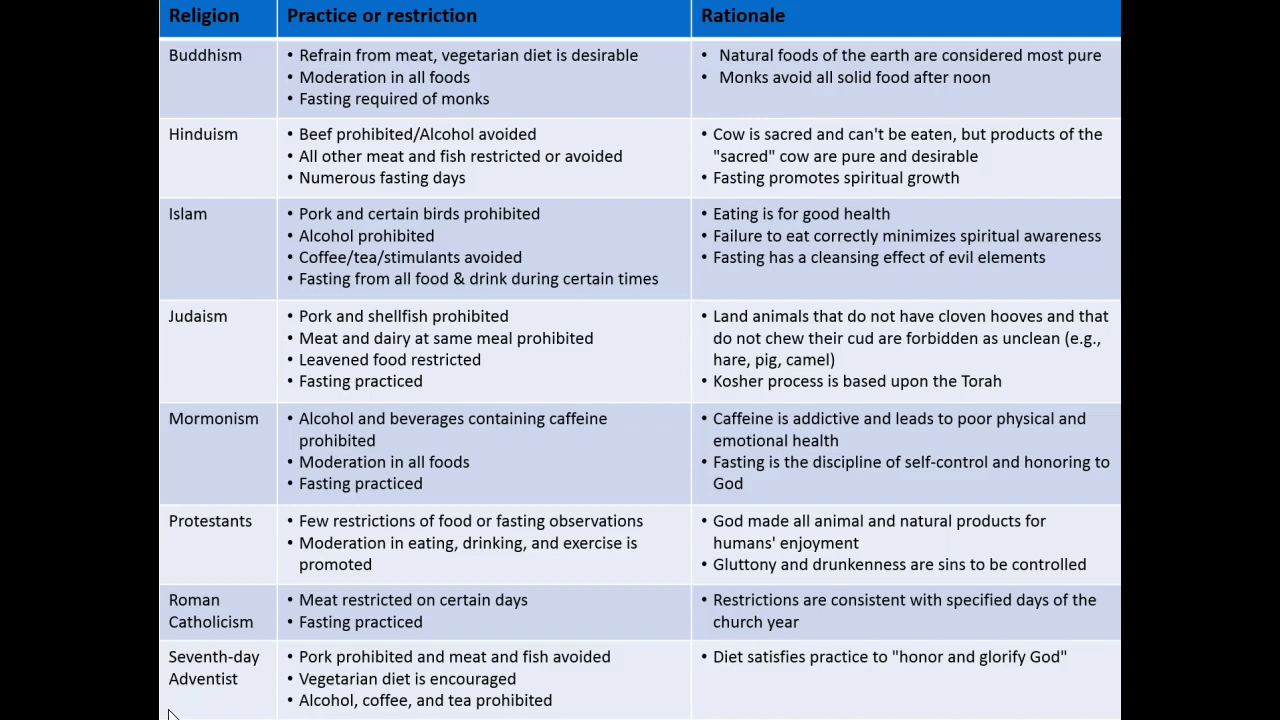 Religion
Practice or restriction
Rationale
Buddhism
• Refrain from meat, vegetarian diet is desirable
• Moderation in all foods
• Fasting required of monks
• Natural foods of the earth are considered most pure
• Monks avoid all solid food after noon
Hinduism
• Beef prohibited/Alcohol avoided
• All other meat and fish restricted or avoided
• Numerous fasting days
• Cow is sacred and can't be eaten, but products of the
"sacred" cow are pure and desirable
• Fasting promotes spiritual growth
Islam
• Pork and certain birds prohibited
• Alcohol prohibited
• Coffee/tea/stimulants avoided
• Fasting from all food & drink during certain times
• Eating is for good health
• Failure to eat correctly minimizes spiritual awareness
• Fasting has a cleansing effect of evil elements
Judaism
• Pork and shellfish prohibited
• Meat and dairy at same meal prohibited
• Leavened food restricted
• Fasting practiced
• Land animals that do not have cloven hooves and that
do not chew their cud are forbidden as unclean (e.g.,
hare, pig, camel)
• Kosher process is based upon the Torah
Mormonism
• Alcohol and beverages containing caffeine
prohibited
• Moderation in all foods
• Fasting practiced
• Caffeine is addictive and leads to poor physical and
emotional health
• Fasting is the discipline of self-control and honoring to
God
Protestants
• Few restrictions of food or fasting observations
• Moderation in eating, drinking, and exercise is
promoted
• God made all animal and natural products for
humans' enjoyment
• Gluttony and drunkenness are sins to be controlled
Roman
Catholicism
• Meat restricted on certain days
• Fasting practiced
• Restrictions are consistent with specified days of the
church year
Seventh-day
Adventist
• Pork prohibited and meat and fish avoided
• Vegetarian diet is encouraged
• Alcohol, coffee, and tea prohibited
• Diet satisfies practice to "honor and glorify God"